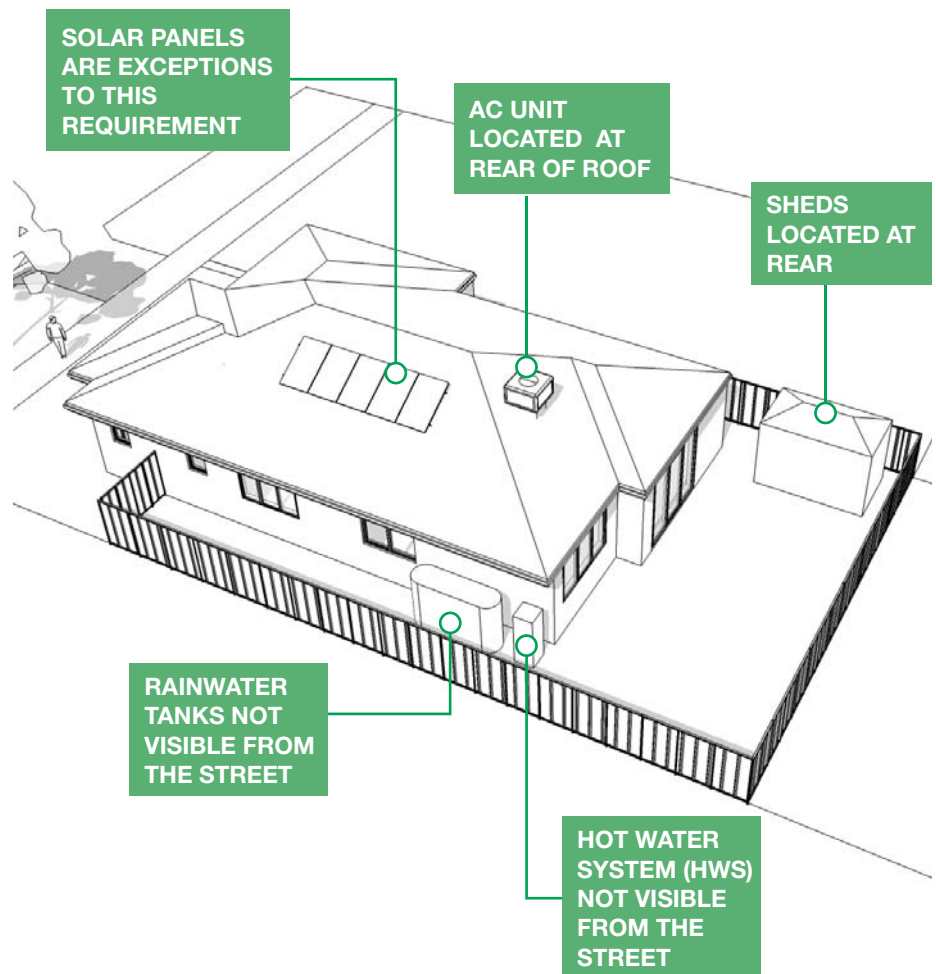 SOLAR PANELS
ARE EXCEPTIONS
TO THIS
REQUIREMENT
AC UNIT
LOCATED AT
REAR OF ROOF
SHEDS
LOCATED AT
REAR
RAINWATER
TANKS NOT
VISIBLE FROM
THE STREET
HOT WATER
SYSTEM (HWS)
NOT VISIBLE
FROM THE
STREET